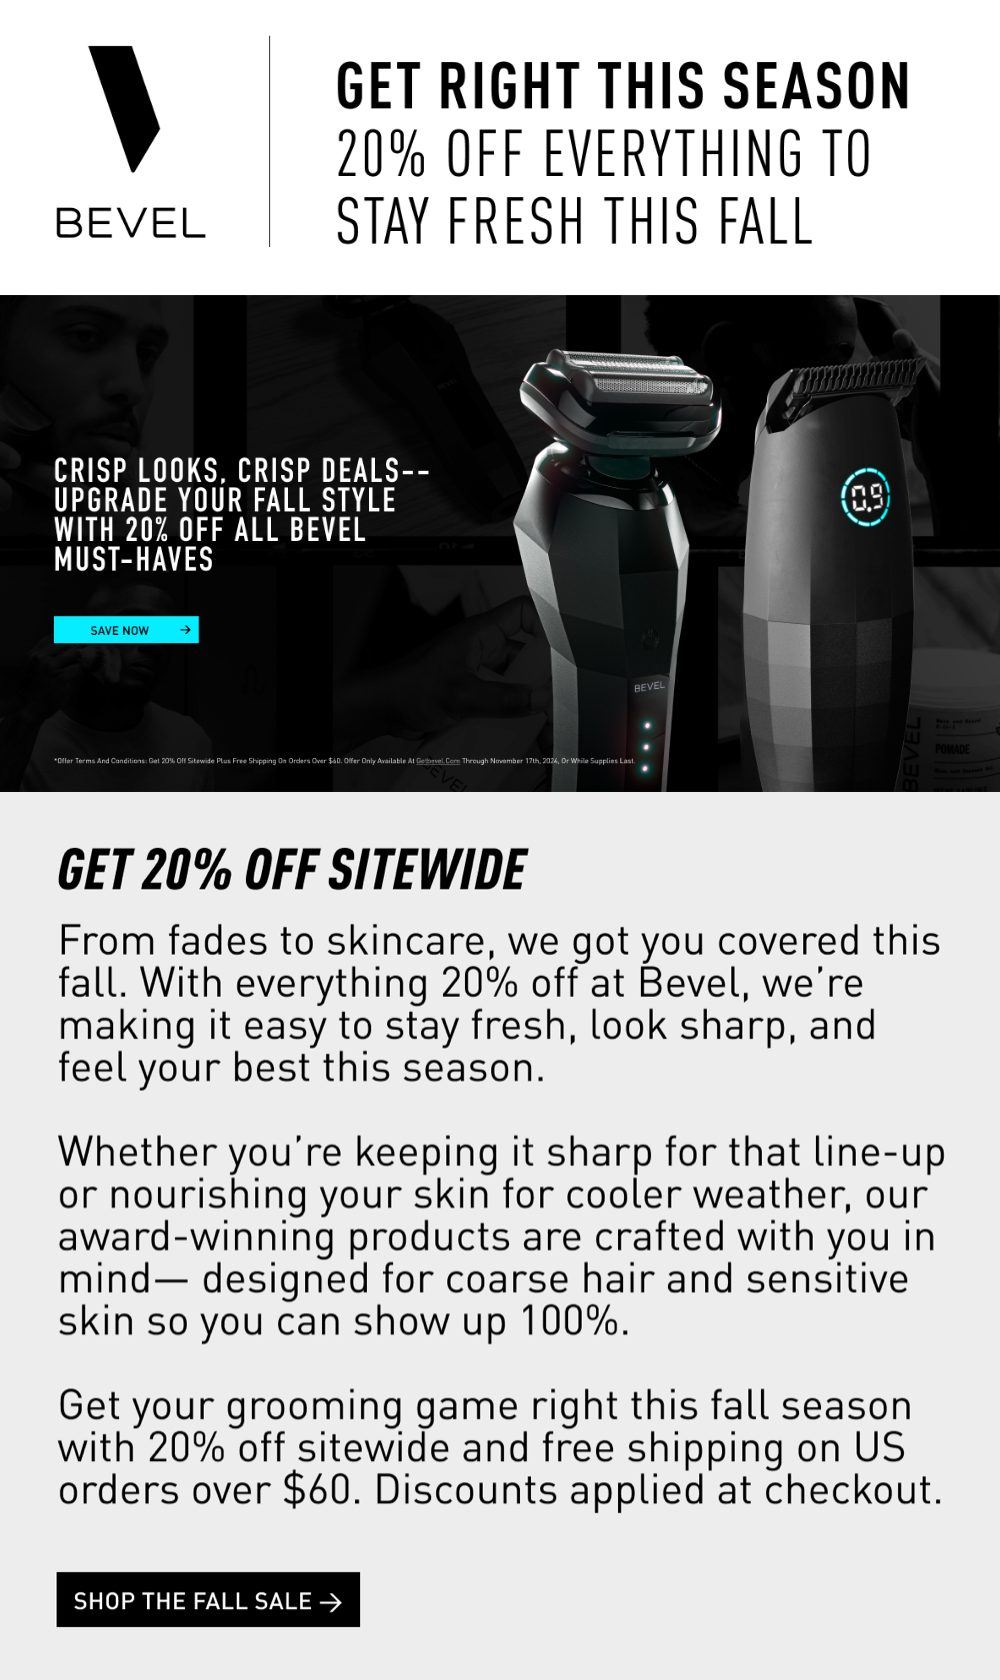 BEVEL
GET RIGHT THIS SEASON
20% OFF EVERYTHING TO
STAY FRESH THIS FALL
CRISP LOOKS, CRISP DEALS--
UPGRADE YOUR FALL STYLE
WITH 20% OFF ALL BEVEL
MUST-HAVES
SAVE NOW →
0.9
BEVEL
BEVEL
POMADE
BEVEL
*Offer Terms And Conditions: Get 20% Off Sitewide Plus Free Shipping On Orders Over $60. Offer Only Available At Getbevel.Com Through November 17th, 2024, Or While Supplies Last.
GET 20% OFF SITEWIDE
From fades to skincare, we got you covered this
fall. With everything 20% off at Bevel, we’re
making it easy to stay fresh, look sharp, and
feel your best this season.
Whether you’re keeping it sharp for that line-up
or nourishing your skin for cooler weather, our
award-winning products are crafted with you in
mind— designed for coarse hair and sensitive
skin so you can show up 100%.
Get your grooming game right this fall season
with 20% off sitewide and free shipping on US
orders over $60. Discounts applied at checkout.
SHOP THE FALL SALE →